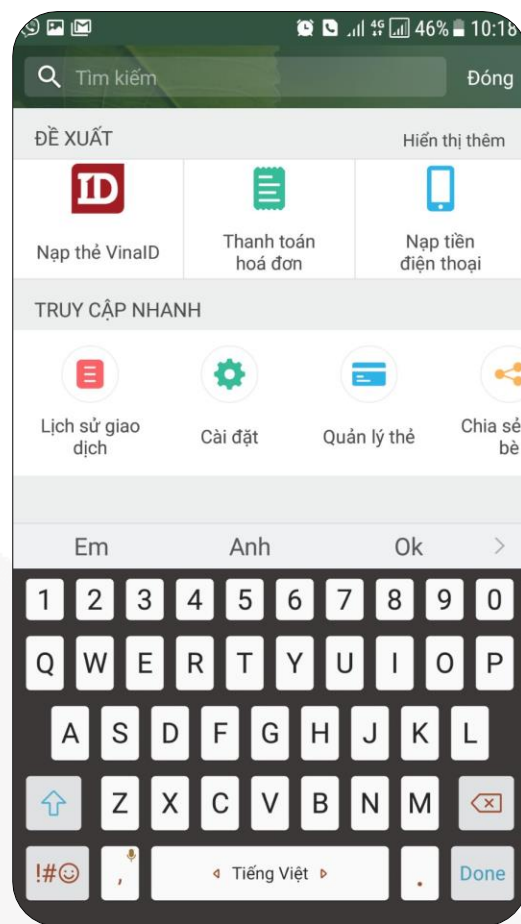 4G 46% 10:18
Tìm kiếm Đóng
ĐỀ XUẤT Hiển thị thêm
ID
Nạp thẻ VinaID
Thanh toán
hoá đơn
Nạp tiền
điện thoại
TRUY CẬP NHANH
Lịch sử giao
dịch
Cài đặt
Quản lý thẻ
Chia sẻ
bè
Em Anh Ok
1 2 3 4 5 6 7 8 9 0
Q W E R T Y U I O P
A S D F G H J K L
Z X C V B N M
!#☺ , Tiếng Việt . Done